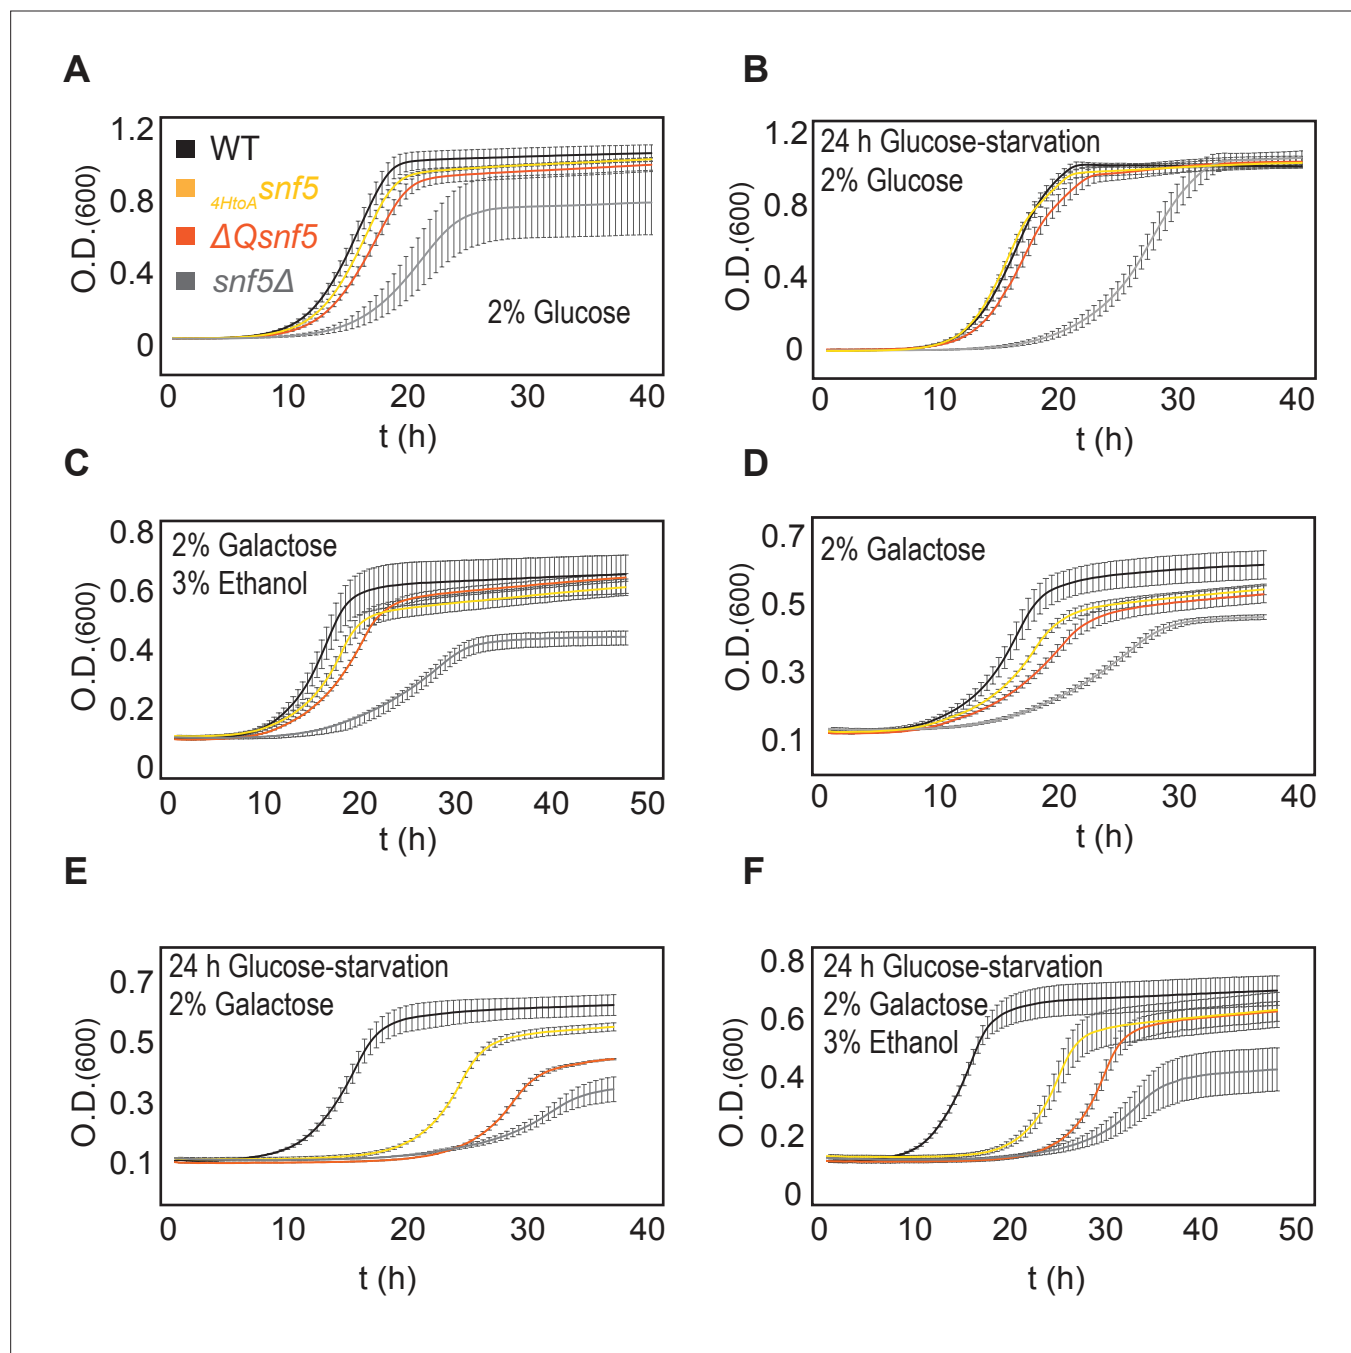 A
1.2
0.8
0.4
0
O.D.(600)
WT
4HtoAsnf5
ΔQsnf5
snf5Δ
2% Glucose
0 10 20 30 40
t (h)
B
1.2
0.8
0.4
0
O.D.(600)
24 h Glucose-starvation
2% Glucose
0 10 20 30 40
t (h)
C
0.8
0.6
0.4
0.2
0
O.D.(600)
2% Galactose
3% Ethanol
0 10 20 30 40 50
t (h)
D
0.7
0.5
0.3
0.1
O.D.(600)
2% Galactose
0 10 20 30 40
t (h)
E
0.7
0.5
0.3
0.1
O.D.(600)
24 h Glucose-starvation
2% Galactose
0 10 20 30 40
t (h)
F
0.8
0.6
0.4
0.2
0
O.D.(600)
24 h Glucose-starvation
2% Galactose
3% Ethanol
0 10 20 30 40 50
t (h)